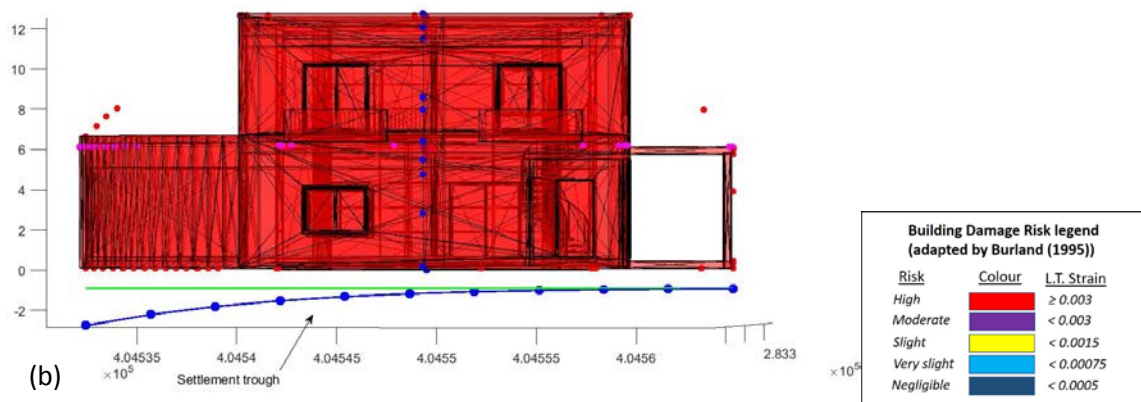 12
10
8
6
4
2
0
-2
4.04535 4.0454 4.04545 4.0455 4.04555 4.0456 2.833
×10⁵ ×10⁵
Settlement trough
(b)
Building Damage Risk legend
(adapted by Burland (1995))
Risk Colour L.T. Strain
High ≥ 0.003
Moderate < 0.003
Slight < 0.0015
Very slight < 0.00075
Negligible < 0.0005